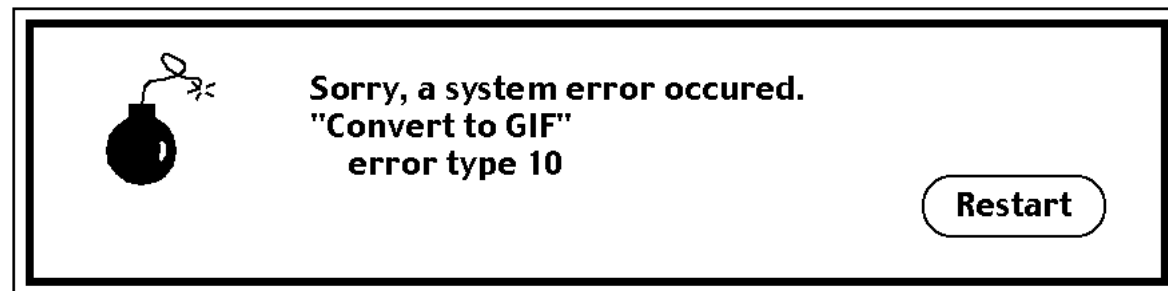 Sorry, a system error occured.
"Convert to GIF"
error type 10
Restart